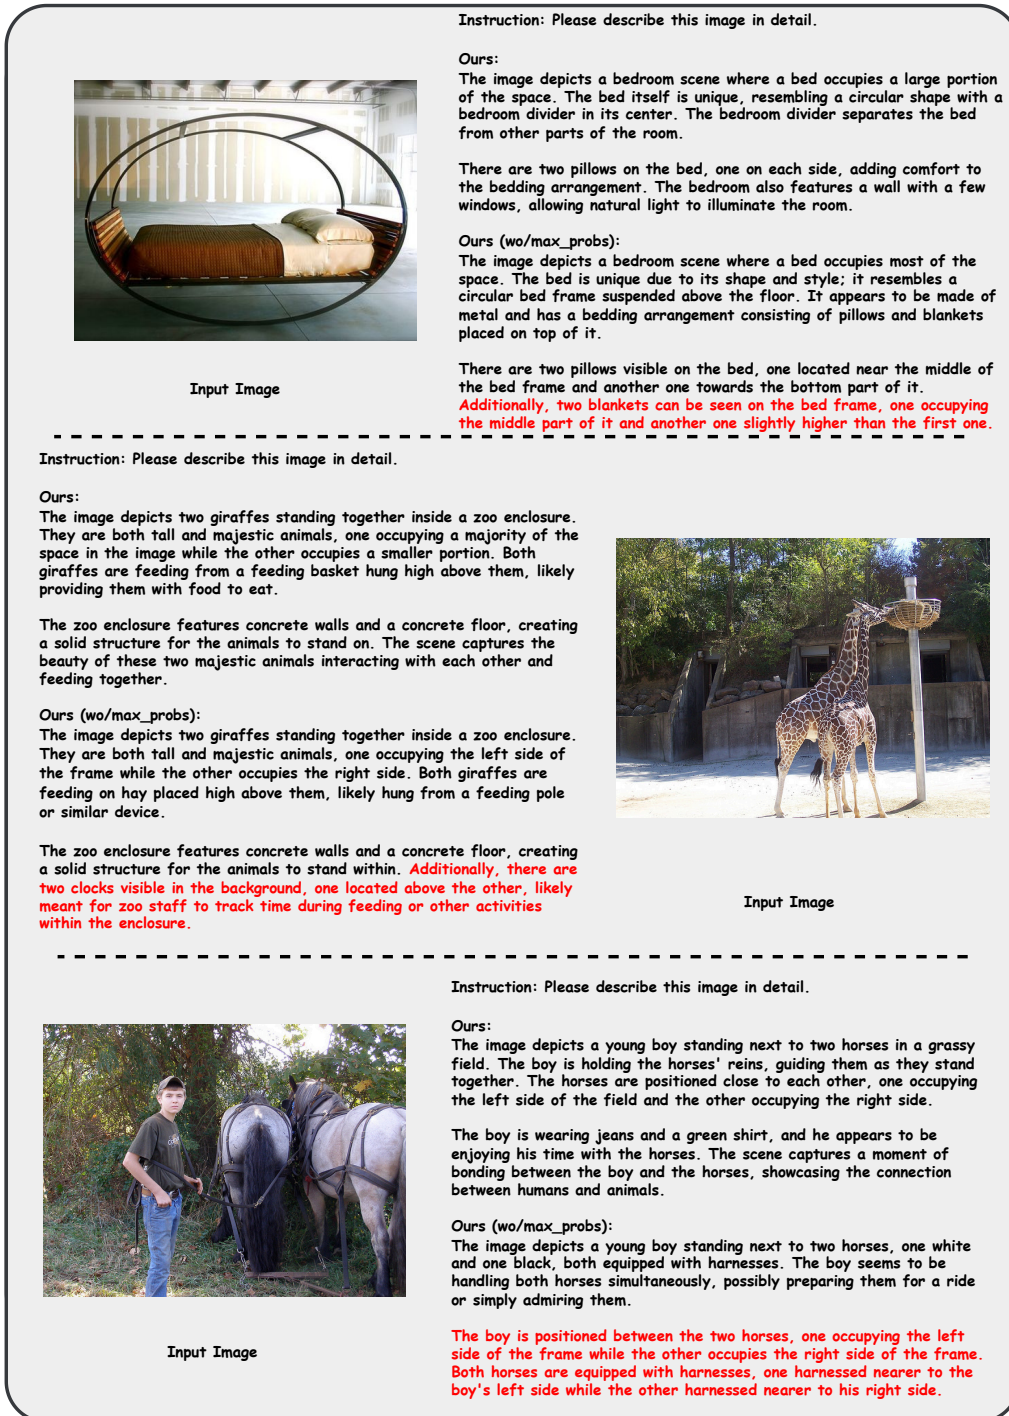 Instruction: Please describe this image in detail.
Ours:
The image depicts a bedroom scene where a bed occupies a large portion
of the space. The bed itself is unique, resembling a circular shape with a
bedroom divider in its center. The bedroom divider separates the bed
from other parts of the room.
There are two pillows on the bed, one on each side, adding comfort to
the bedding arrangement. The bedroom also features a wall with a few
windows, allowing natural light to illuminate the room.
Ours (wo/max_probs):
The image depicts a bedroom scene where a bed occupies most of the
space. The bed is unique due to its shape and style; it resembles a
circular bed frame suspended above the floor. It appears to be made of
metal and has a bedding arrangement consisting of pillows and blankets
placed on top of it.
There are two pillows visible on the bed, one located near the middle of
the bed frame and another one towards the bottom part of it.
Additionally, two blankets can be seen on the bed frame, one occupying
the middle part of it and another one slightly higher than the first one.
Input Image
Instruction: Please describe this image in detail.
Ours:
The image depicts two giraffes standing together inside a zoo enclosure.
They are both tall and majestic animals, one occupying a majority of the
space in the image while the other occupies a smaller portion. Both
giraffes are feeding from a feeding basket hung high above them, likely
providing them with food to eat.
The zoo enclosure features concrete walls and a concrete floor, creating
a solid structure for the animals to stand on. The scene captures the
beauty of these two majestic animals interacting with each other and
feeding together.
Ours (wo/max_probs):
The image depicts two giraffes standing together inside a zoo enclosure.
They are both tall and majestic animals, one occupying the left side of
the frame while the other occupies the right side. Both giraffes are
feeding on hay placed high above them, likely hung from a feeding pole
or similar device.
The zoo enclosure features concrete walls and a concrete floor, creating
a solid structure for the animals to stand within. Additionally, there are
two clocks visible in the background, one located above the other, likely
meant for zoo staff to track time during feeding or other activities
within the enclosure.
Input Image
Instruction: Please describe this image in detail.
Ours:
The image depicts a young boy standing next to two horses in a grassy
field. The boy is holding the horses' reins, guiding them as they stand
together. The horses are positioned close to each other, one occupying
the left side of the field and the other occupying the right side.
The boy is wearing jeans and a green shirt, and he appears to be
enjoying his time with the horses. The scene captures a moment of
bonding between the boy and the horses, showcasing the connection
between humans and animals.
Ours (wo/max_probs):
The image depicts a young boy standing next to two horses, one white
and one black, both equipped with harnesses. The boy seems to be
handling both horses simultaneously, possibly preparing them for a ride
or simply admiring them.
The boy is positioned between the two horses, one occupying the left
side of the frame while the other occupies the right side of the frame.
Both horses are equipped with harnesses, one harnessed nearer to the
boy's left side while the other harnessed nearer to his right side.
Input Image